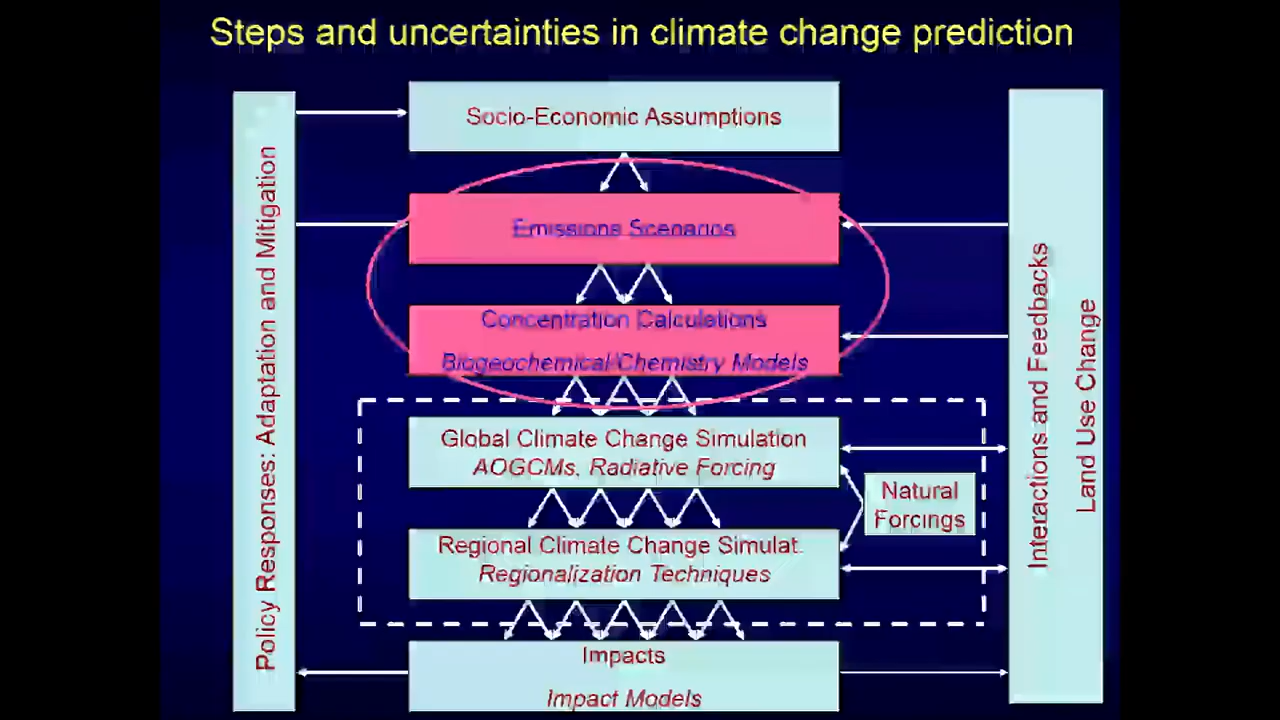 Steps and uncertainties in climate change prediction
Policy Responses: Adaptation and Mitigation
Socio-Economic Assumptions
Emissions Scenarios
Concentration Calculations
Biogeochemical/Chemistry Models
Global Climate Change Simulation
AOGCMs, Radiative Forcing
Natural
Forcings
Regional Climate Change Simulat.
Regionalization Techniques
Impacts
Impact Models
Interactions and Feedbacks
Land Use Change